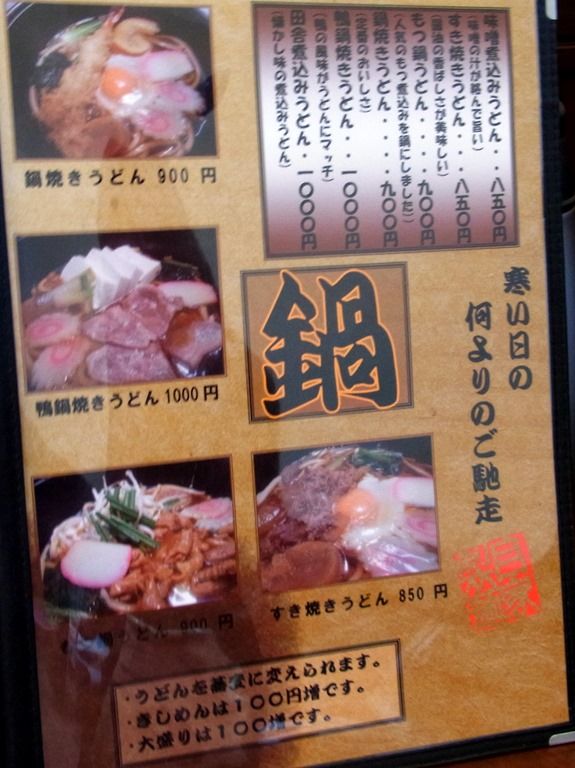 味噌煮込みうどん・・八五〇円
(味噌の汁が絡んで旨い)
すき焼きうどん・・・八五〇円
(醤油の香ばしさが美味しい)
もつ鍋うどん・・・・九〇〇円
(人気のもつ煮込みを鍋にしました)
鍋焼きうどん・・・・九〇〇円
(定番のおいしさ)
鴨鍋焼きうどん・・一〇〇〇円
(鴨の風味がうどんにマッチ)
田舎煮込うどん・・一〇〇〇円
(懐かし味の煮込みうどん)
寒い日の
何よりのご馳走
鍋
鍋焼きうどん 900 円
鴨鍋焼きうどん 1000円
うどん 900 円
すき焼きうどん 850 円
・うどんを蕎麦に変えられます。
・きしめんは１００円増です。
・大盛りは１００増です。